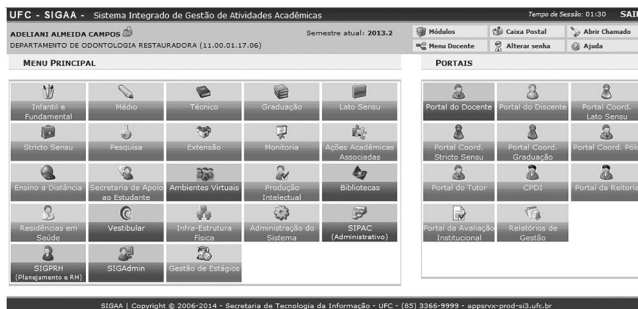 UFC - SIGAA - Sistema Integrado de Gestão de Atividades Acadêmicas
Tempo de Sessão: 01:30 SAI
ADELIANI ALMEIDA CAMPOS
Semestre atual: 2013.2
DEPARTAMENTO DE ODONTOLOGIA RESTAURADORA (11.00.01.17.06)
Módulos Caixa Postal Abrir Chamado
Menu Docente Alterar senha Ajuda
MENU PRINCIPAL
Infantil e Fundamental
Médio
Técnico
Graduação
Lato Sensu
Stricto Sensu
Pesquisa
Extensão
Monitoria
Ações Acadêmicas Associadas
Ensino a Distância
Secretaria de Apoio ao Estudante
Ambientes Virtuais
Produção Intelectual
Bibliotecas
Residências em Saúde
Vestibular
Infra-Estrutura Física
Administração do Sistema
SIPAC (Administrativo)
SIGPRH (Planejamento e RH)
SIGAdmin
Gestão de Estágios
PORTAIS
Portal do Docente
Portal do Discente
Portal Coord. Lato Sensu
Portal Coord. Stricto Sensu
Portal Coord. Graduação
Portal Coord. Pólo
Portal do Tutor
CPDI
Portal da Reitoria
Portal da Avaliação Institucional
Relatórios de Gestão
SIGAA | Copyright © 2006-2014 - Secretaria de Tecnologia da Informação - UFC - (85) 3366-9999 - appsrvx-prod-si3.ufc.br